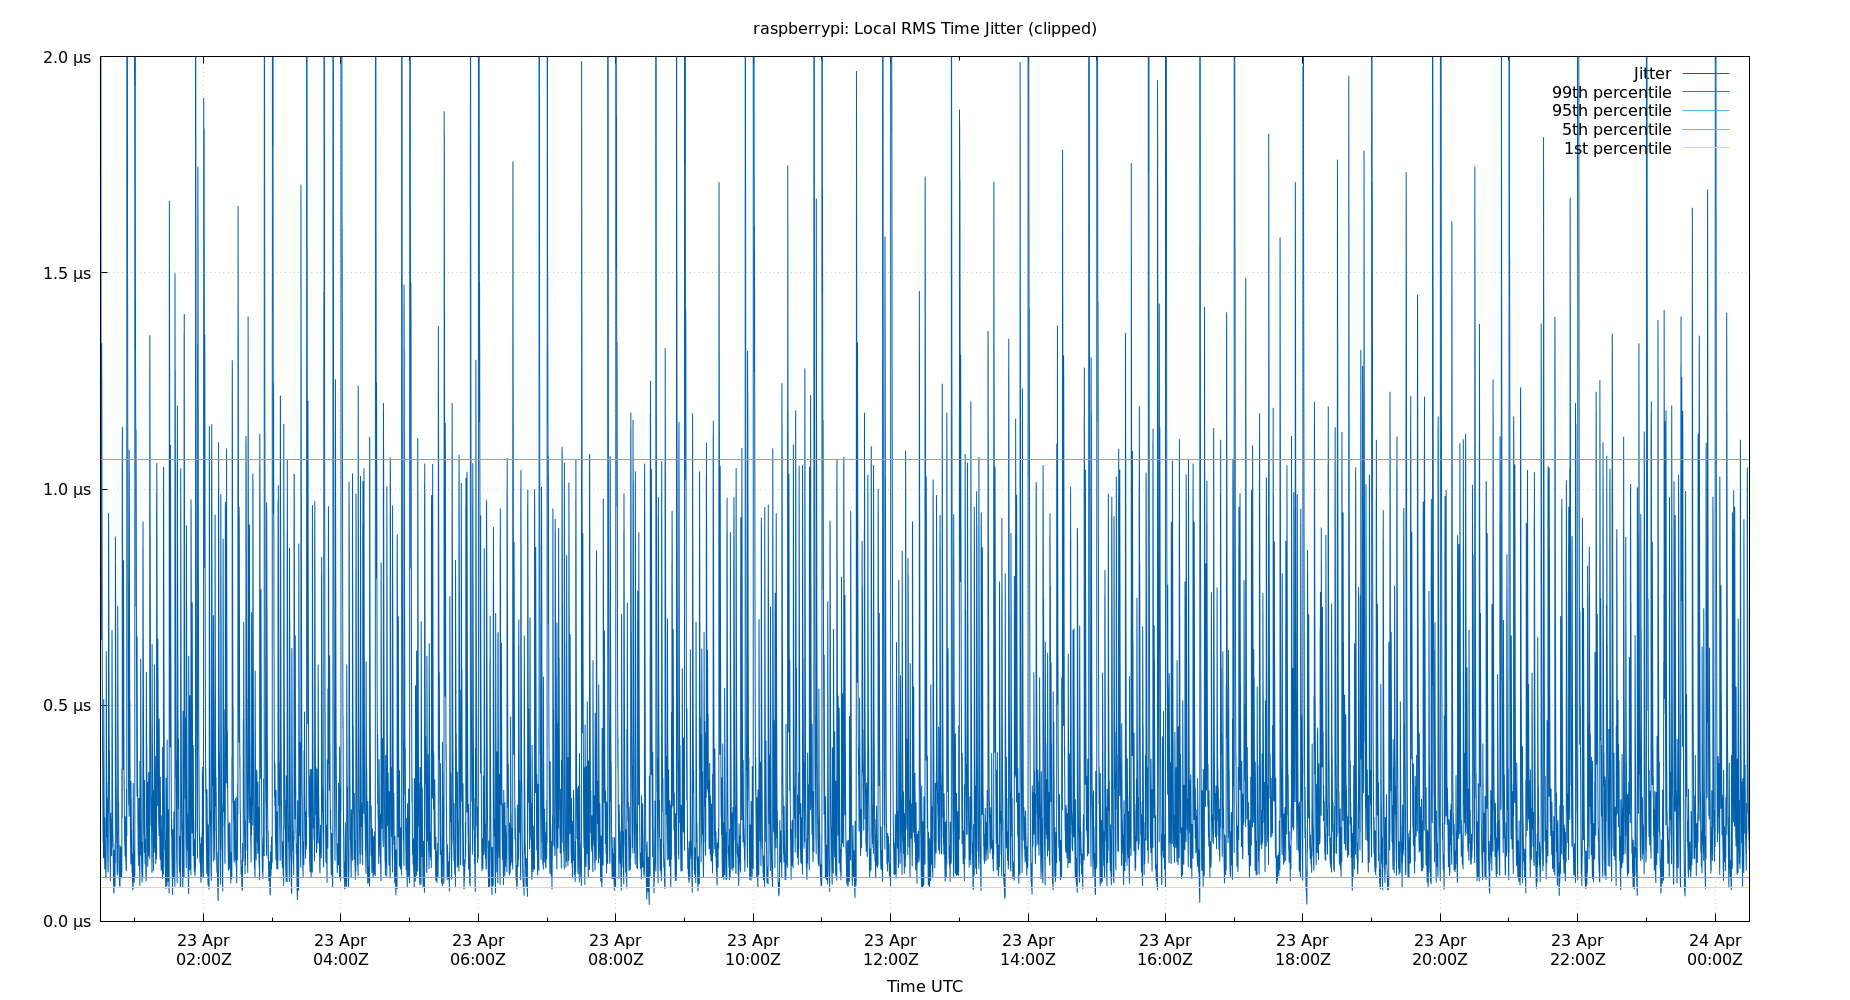 raspberrypi: Local RMS Time Jitter (clipped)
2.0 µs
1.5 µs
1.0 µs
0.5 µs
0.0 µs
Jitter
99th percentile
95th percentile
5th percentile
1st percentile
23 Apr 23 Apr 23 Apr 23 Apr 23 Apr 23 Apr 23 Apr 23 Apr 23 Apr 23 Apr 23 Apr 24 Apr
02:00Z 04:00Z 06:00Z 08:00Z 10:00Z 12:00Z 14:00Z 16:00Z 18:00Z 20:00Z 22:00Z 00:00Z
Time UTC